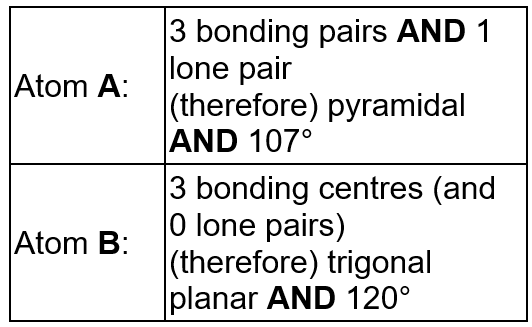 Atom A:
3 bonding pairs AND 1
lone pair
(therefore) pyramidal
AND 107°
Atom B:
3 bonding centres (and
0 lone pairs)
(therefore) trigonal
planar AND 120°